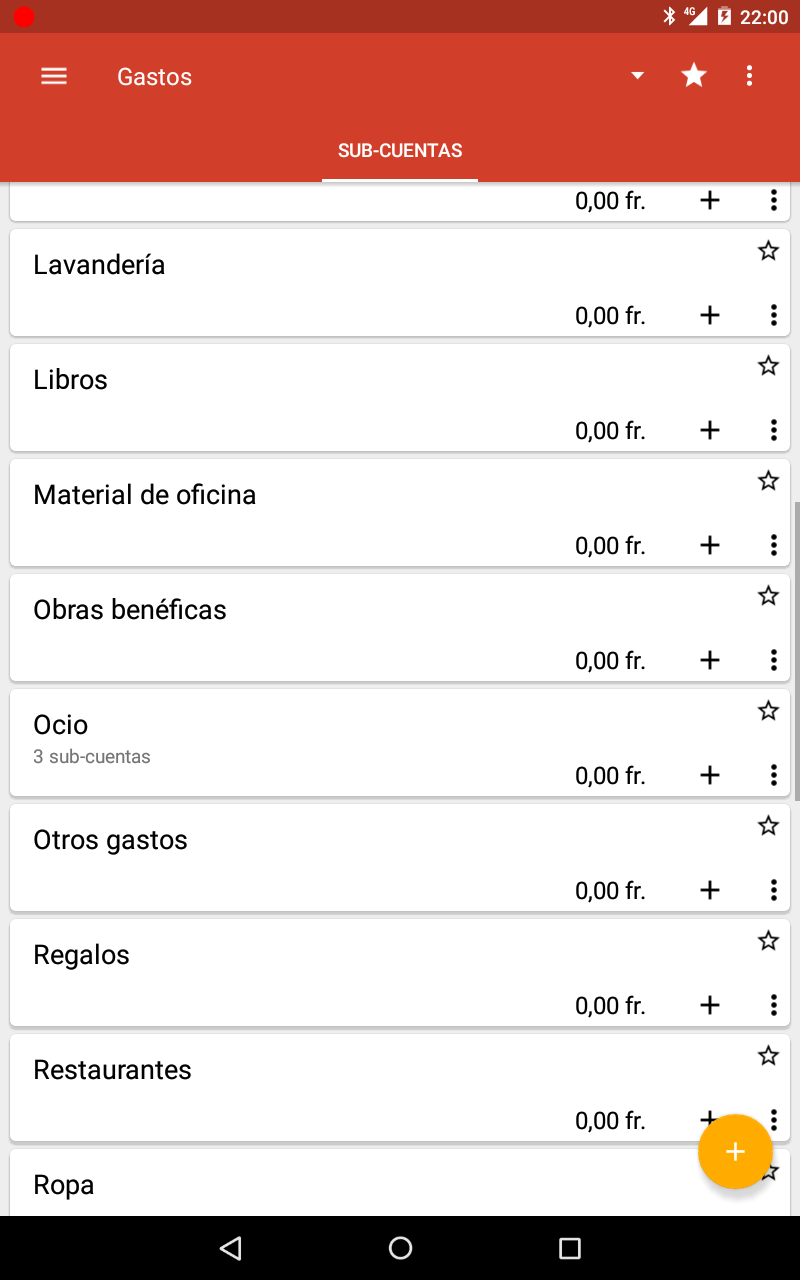 4G 22:00
Gastos
SUB-CUENTAS
0,00 fr.
Lavandería
0,00 fr.
Libros
0,00 fr.
Material de oficina
0,00 fr.
Obras benéficas
0,00 fr.
Ocio
3 sub-cuentas
0,00 fr.
Otros gastos
0,00 fr.
Regalos
0,00 fr.
Restaurantes
0,00 fr.
Ropa